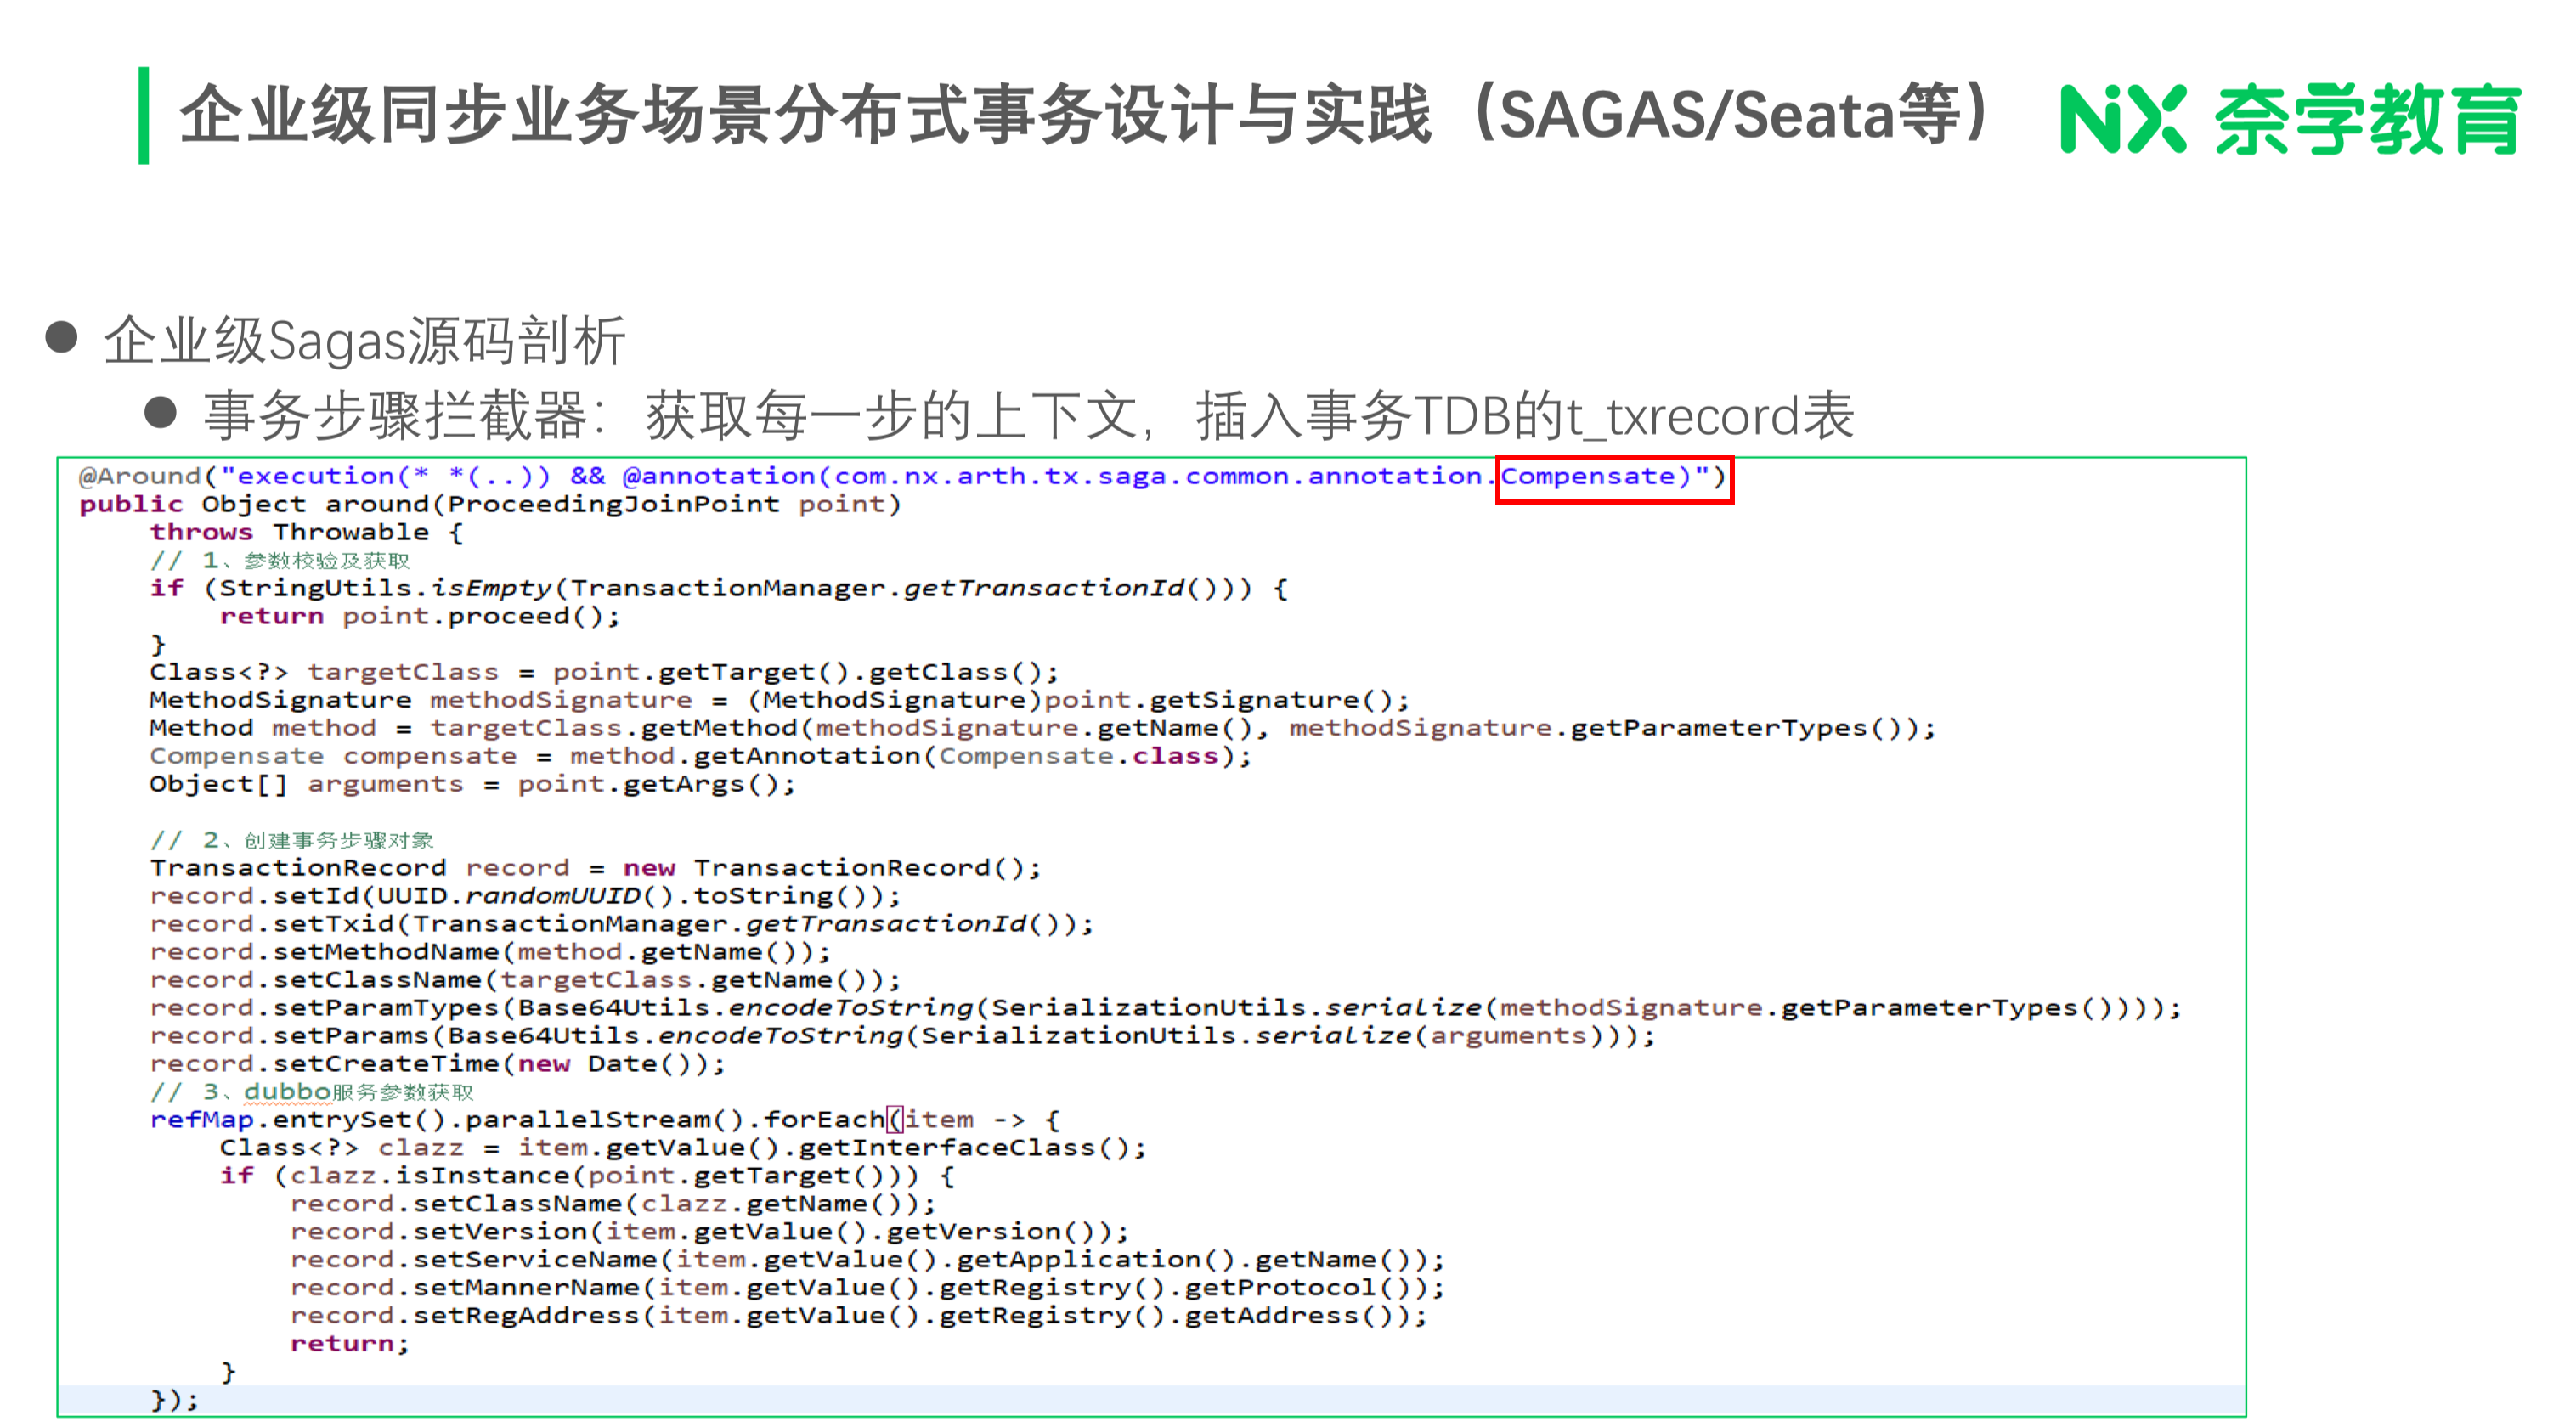 企业级同步业务场景分布式事务设计与实践（SAGAS/Seata等）
NX 奈学教育
企业级Sagas源码剖析
事务步骤拦截器：获取每一步的上下文，插入事务TDB的t_txrecord表
@Around("execution(* *(..)) && @annotation(com.nx.arth.tx.saga.common.annotation.Compensate)")
public Object around(ProceedingJoinPoint point)
    throws Throwable {
    // 1、参数校验及获取
    if (StringUtils.isEmpty(TransactionManager.getTransactionId())) {
        return point.proceed();
    }
    Class<?> targetClass = point.getTarget().getClass();
    MethodSignature methodSignature = (MethodSignature)point.getSignature();
    Method method = targetClass.getMethod(methodSignature.getName(), methodSignature.getParameterTypes());
    Compensate compensate = method.getAnnotation(Compensate.class);
    Object[] arguments = point.getArgs();
    // 2、创建事务步骤对象
    TransactionRecord record = new TransactionRecord();
    record.setId(UUID.randomUUID().toString());
    record.setTxid(TransactionManager.getTransactionId());
    record.setMethodName(method.getName());
    record.setClassName(targetClass.getName());
    record.setParamTypes(Base64Utils.encodeToString(SerializationUtils.serialize(methodSignature.getParameterTypes())));
    record.setParams(Base64Utils.encodeToString(SerializationUtils.serialize(arguments)));
    record.setCreateTime(new Date());
    // 3、dubbo服务参数获取
    refMap.entrySet().parallelStream().forEach(item -> {
        Class<?> clazz = item.getValue().getInterfaceClass();
        if (clazz.isInstance(point.getTarget())) {
            record.setClassName(clazz.getName());
            record.setVersion(item.getValue().getVersion());
            record.setServiceName(item.getValue().getApplication().getName());
            record.setMannerName(item.getValue().getRegistry().getProtocol());
            record.setRegAddress(item.getValue().getRegistry().getAddress());
            return;
        }
    });